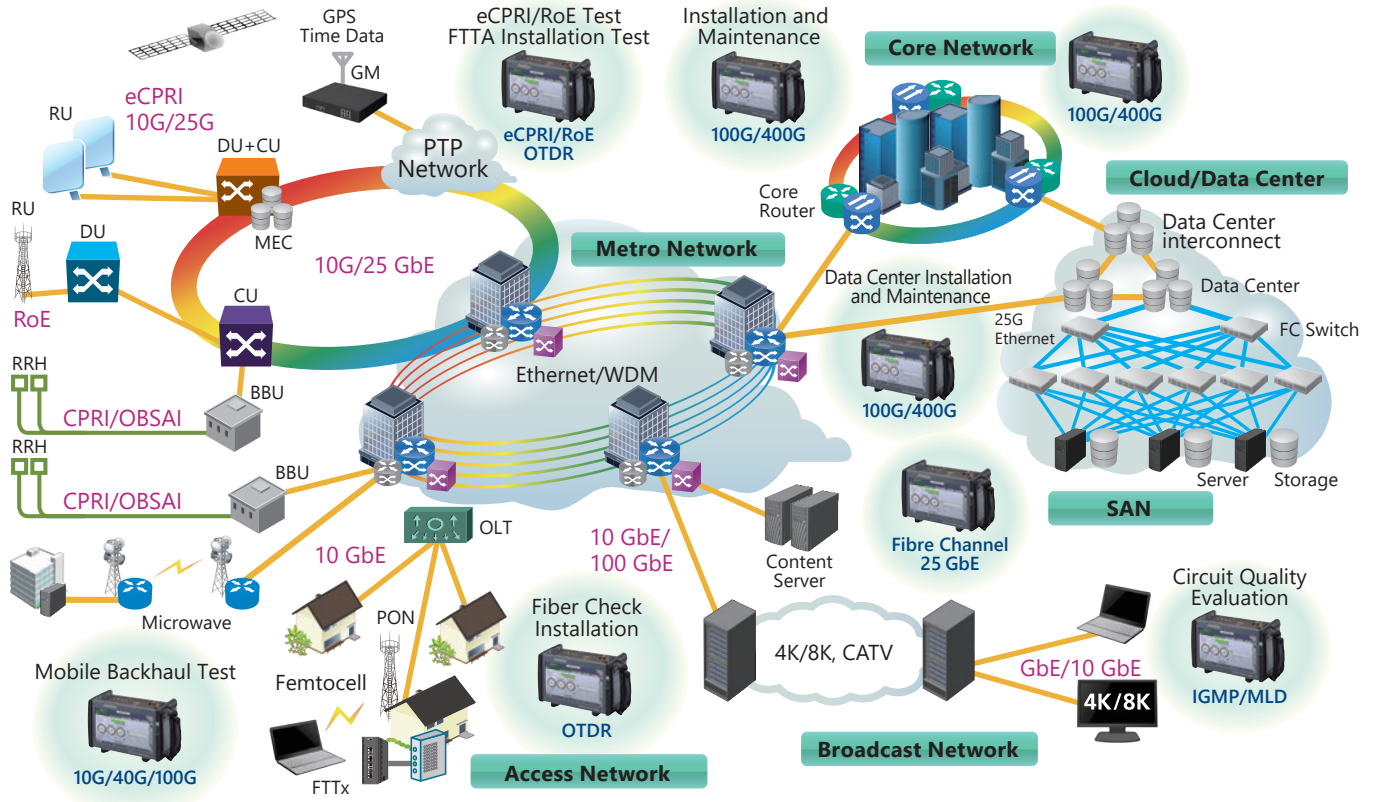 GPS
Time Data
GM
eCPRI/RoE Test
FTTA Installation Test
eCPRI/RoE
OTDR
Installation and
Maintenance
100G/400G
Core Network
100G/400G
RU
eCPRI
10G/25G
DU+CU
MEC
PTP
Network
RU
DU
RoE
CU
10G/25 GbE
Metro Network
Core
Router
Cloud/Data Center
Data Center
interconnect
Data Center
Data Center Installation
and Maintenance
100G/400G
25G
Ethernet
FC Switch
Server
Storage
SAN
Ethernet/WDM
RRH
CPRI/OBSAI
BBU
RRH
CPRI/OBSAI
BBU
Microwave
Mobile Backhaul Test
10G/40G/100G
OLT
10 GbE
PON
Femtocell
FTTx
Fiber Check
Installation
OTDR
Access Network
10 GbE/
100 GbE
Content
Server
Fibre Channel
25 GbE
4K/8K, CATV
Broadcast Network
GbE/10 GbE
4K/8K
Circuit Quality
Evaluation
IGMP/MLD